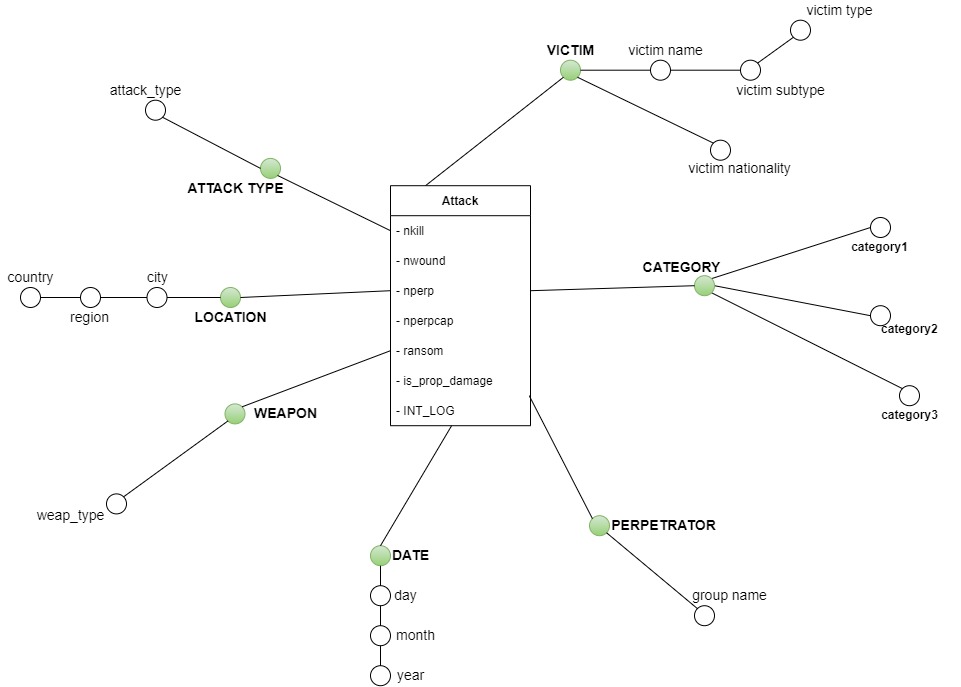 victim type
VICTIM
victim name
victim subtype
attack_type
victim nationality
ATTACK TYPE
Attack
- nkill
- nwound
- nperp
- nperpcap
- ransom
- is_prop_damage
- INT_LOG
category1
CATEGORY
category2
category3
country
city
region
LOCATION
WEAPON
weap_type
PERPETRATOR
DATE
day
group name
month
year